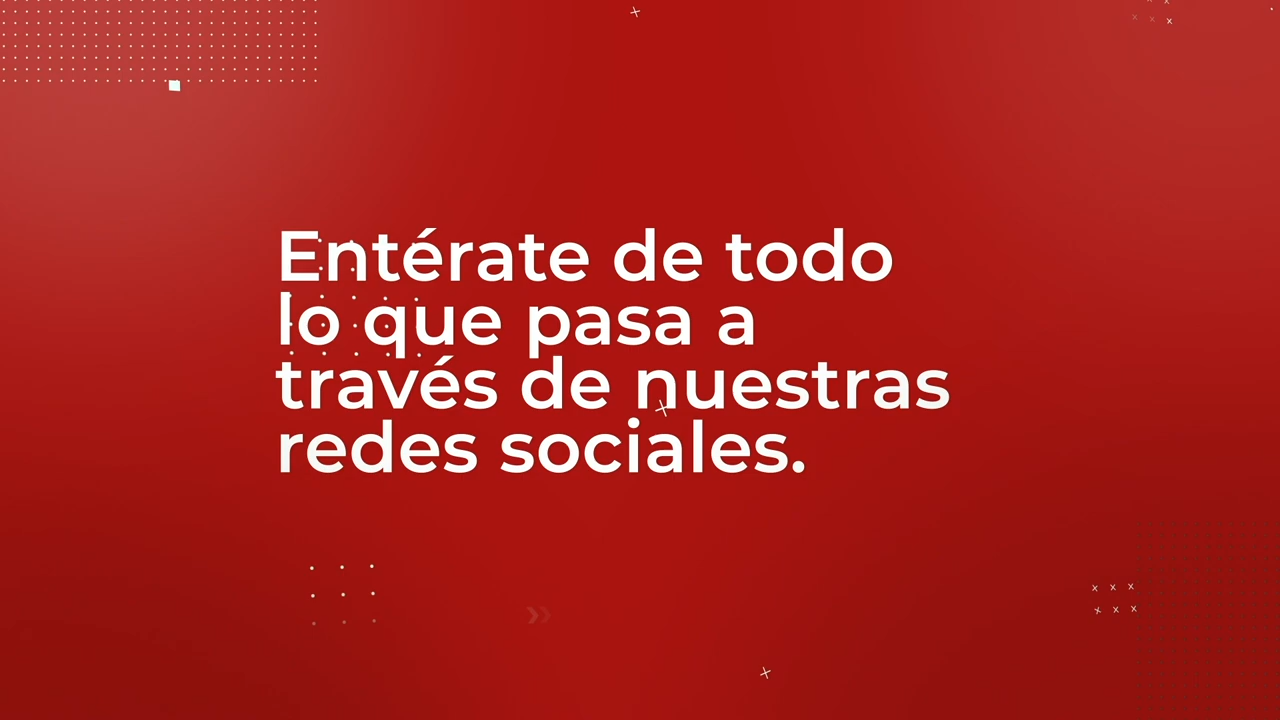 Entérate de todo
lo que pasa a
través de nuestras
redes sociales.